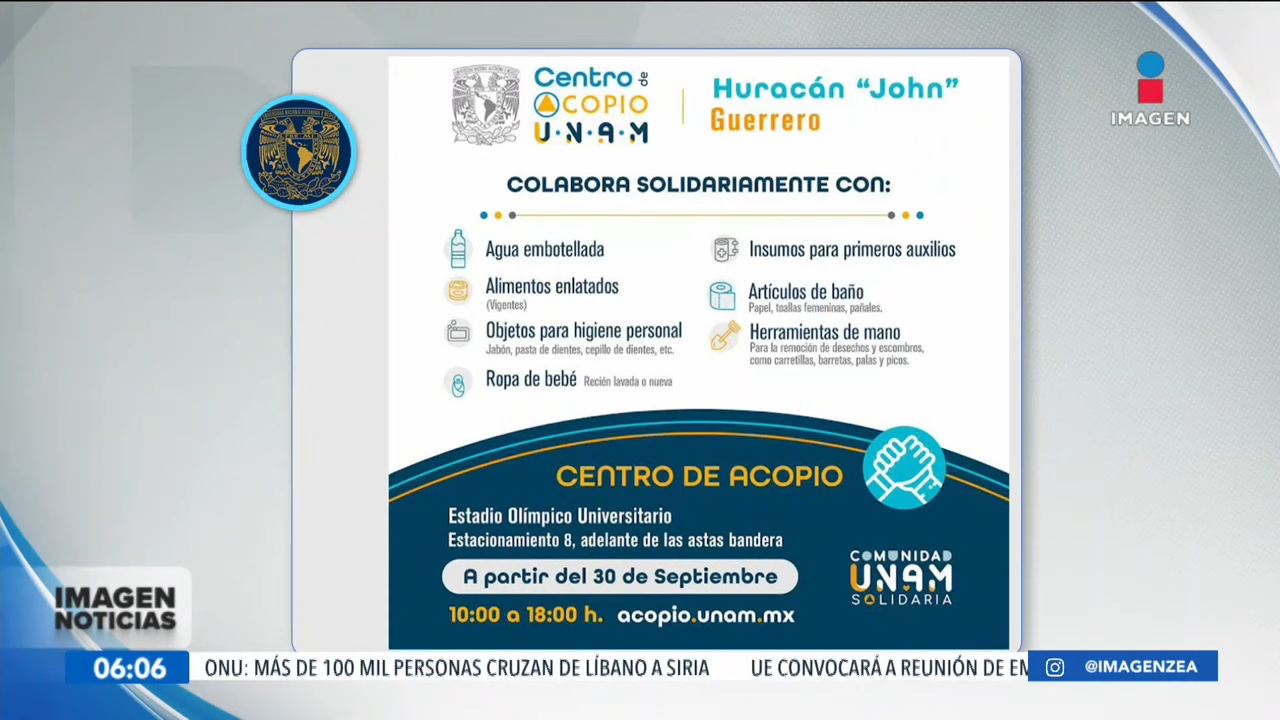 Centro de
ACOPIO
U·N·A·M
Huracán “John”
Guerrero
IMAGEN
COLABORA SOLIDARIAMENTE CON:
Agua embotellada
Alimentos enlatados
(Vigentes)
Objetos para higiene personal
Jabón, pasta de dientes, cepillo de dientes, etc.
Ropa de bebé Recién lavada o nueva
Insumos para primeros auxilios
Artículos de baño
Papel, toallas femeninas, pañales.
Herramientas de mano
Para la remoción de desechos y escombros,
como carretillas, barretas, palas y picos.
CENTRO DE ACOPIO
Estadio Olímpico Universitario
Estacionamiento 8, adelante de las astas bandera
A partir del 30 de Septiembre
10:00 a 18:00 h. acopio.unam.mx
COMUNIDAD
UNAM
SOLIDARIA
IMAGEN
NOTICIAS
06:06
ONU: MÁS DE 100 MIL PERSONAS CRUZAN DE LÍBANO A SIRIA UE CONVOCARÁ A REUNIÓN DE
@IMAGENZEA